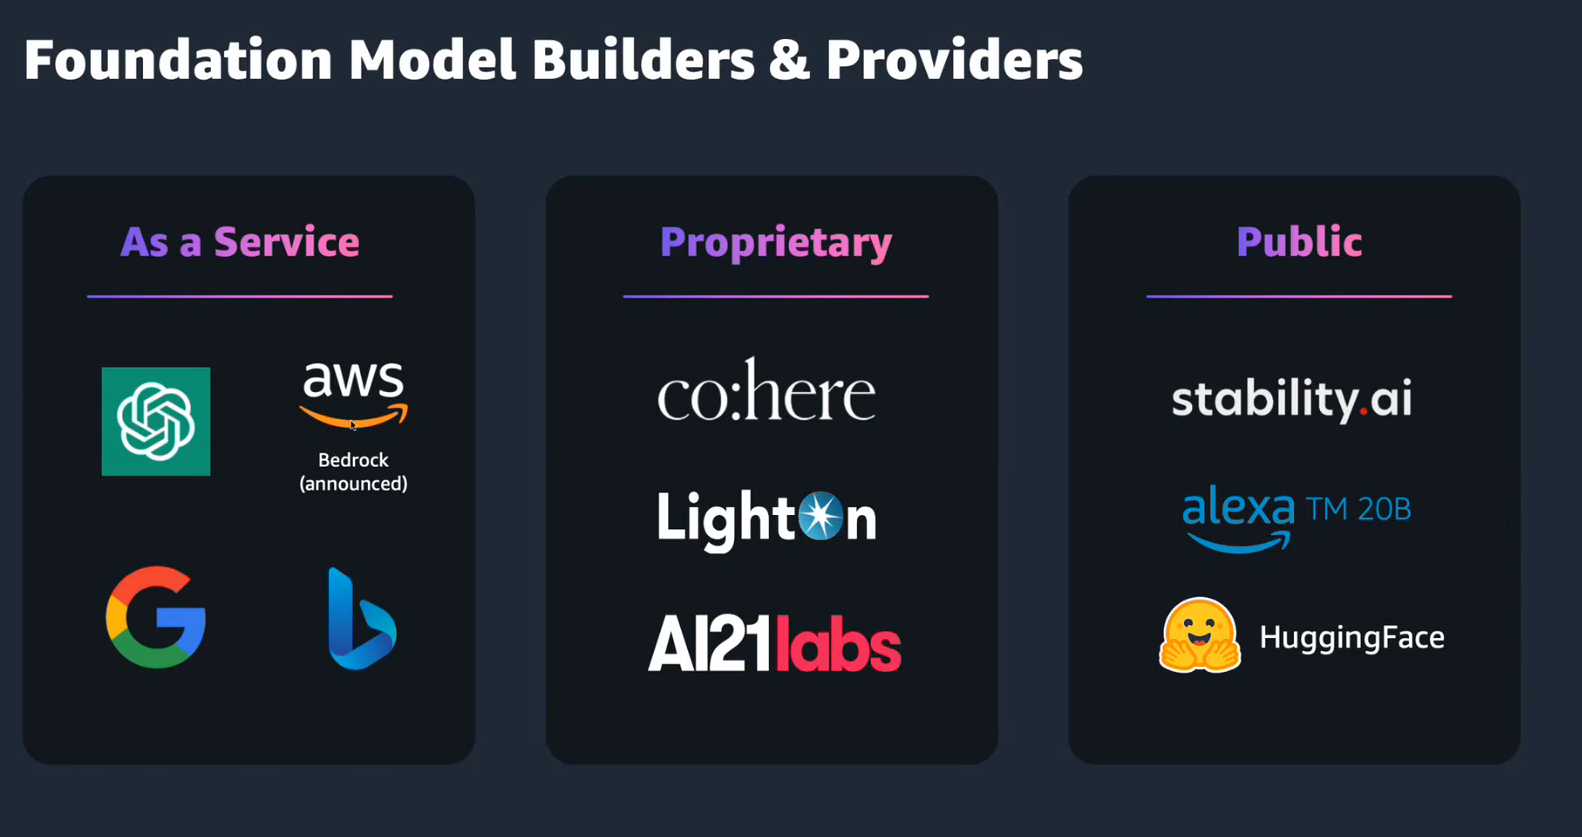 Foundation Model Builders & Providers
As a Service
aws
Bedrock
(announced)
Proprietary
co:here
LightOn
AI21labs
Public
stability.ai
alexa TM 20B
HuggingFace